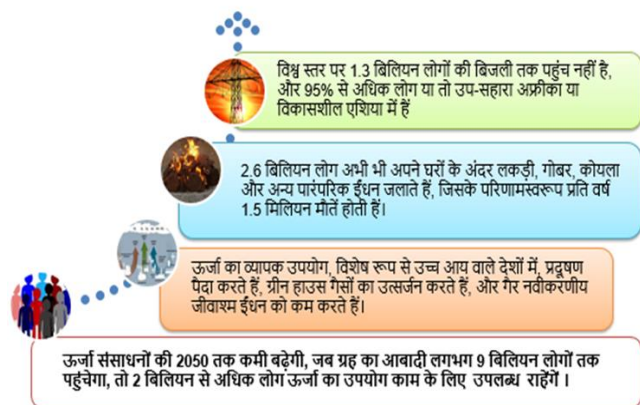 विश्व स्तर पर 1.3 बिलियन लोगों की बिजली तक पहुंच नहीं है,
और 95% से अधिक लोग या तो उप-सहारा अफ्रीका या
विकासशील एशिया में हैं
2.6 बिलियन लोग अभी भी अपने घरों के अंदर लकड़ी, गोबर, कोयला
और अन्य पारंपरिक ईंधन जलाते हैं, जिसके परिणामस्वरूप प्रति वर्ष
1.5 मिलियन मौतें होती हैं।
ऊर्जा का व्यापक उपयोग, विशेष रूप से उच्च आय वाले देशों में, प्रदूषण
पैदा करते हैं, ग्रीन हाउस गैसों का उत्सर्जन करते हैं, और गैर नवीकरणीय
जीवाश्म ईंधन को कम करते हैं।
ऊर्जा संसाधनों की 2050 तक कमी बढ़ेगी, जब ग्रह का आबादी लगभग 9 बिलियन लोगों तक
पहुंचेगा, तो 2 बिलियन से अधिक लोग ऊर्जा का उपयोग काम के लिए उपलब्ध राहेंगें ।